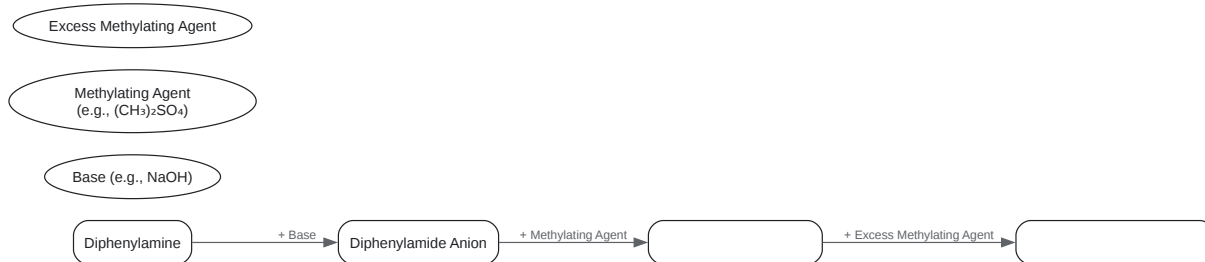 Excess Methylating Agent
Methylating Agent
(e.g., (CH₃)₂SO₄)
Base (e.g., NaOH)
Diphenylamine
+ Base
Diphenylamide Anion
+ Methylating Agent
+ Excess Methylating Agent